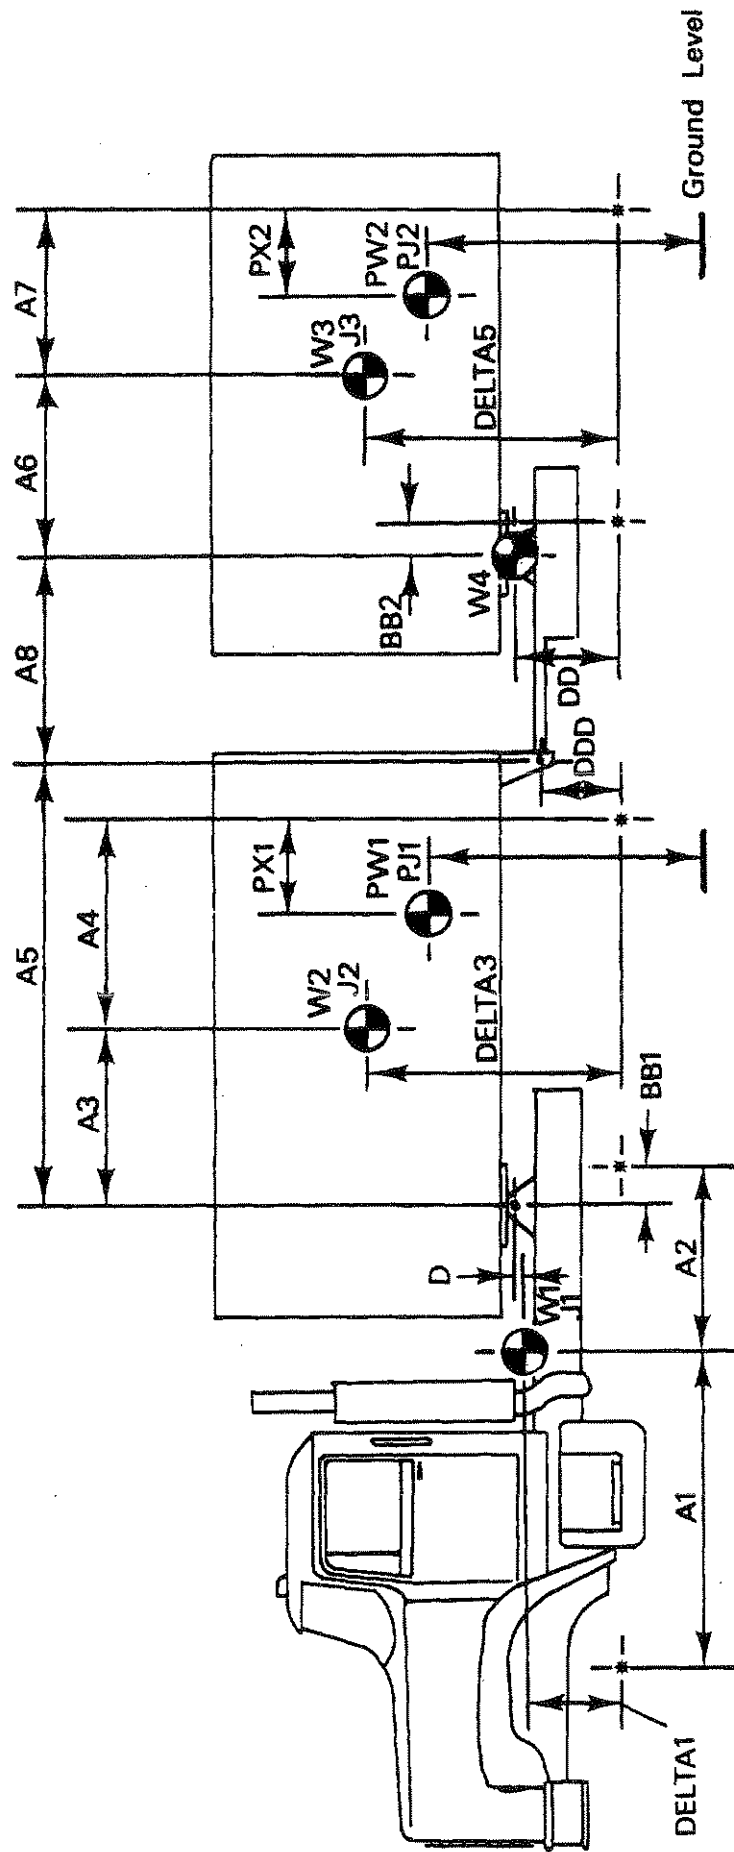 A5
A8
A6
A7
A3
A4
PX1
PX2
W2
J2
PW1
PJ1
W3
J3
PW2
PJ2
DELTA3
DELTA5
D
W1
J1
BB2
W4
DD
DDD
BB1
DELTA1
A1
A2
Ground Level